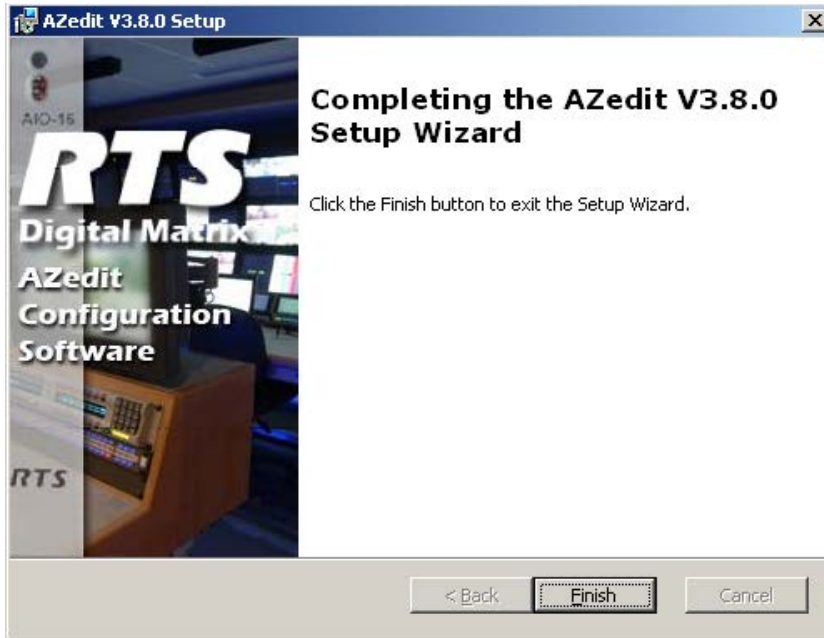 AZedit V3.8.0 Setup
AIO-16
RTS
Digital Matrix
AZedit
Configuration
Software
RTS
Completing the AZedit V3.8.0
Setup Wizard
Click the Finish button to exit the Setup Wizard.
< Back
Finish
Cancel